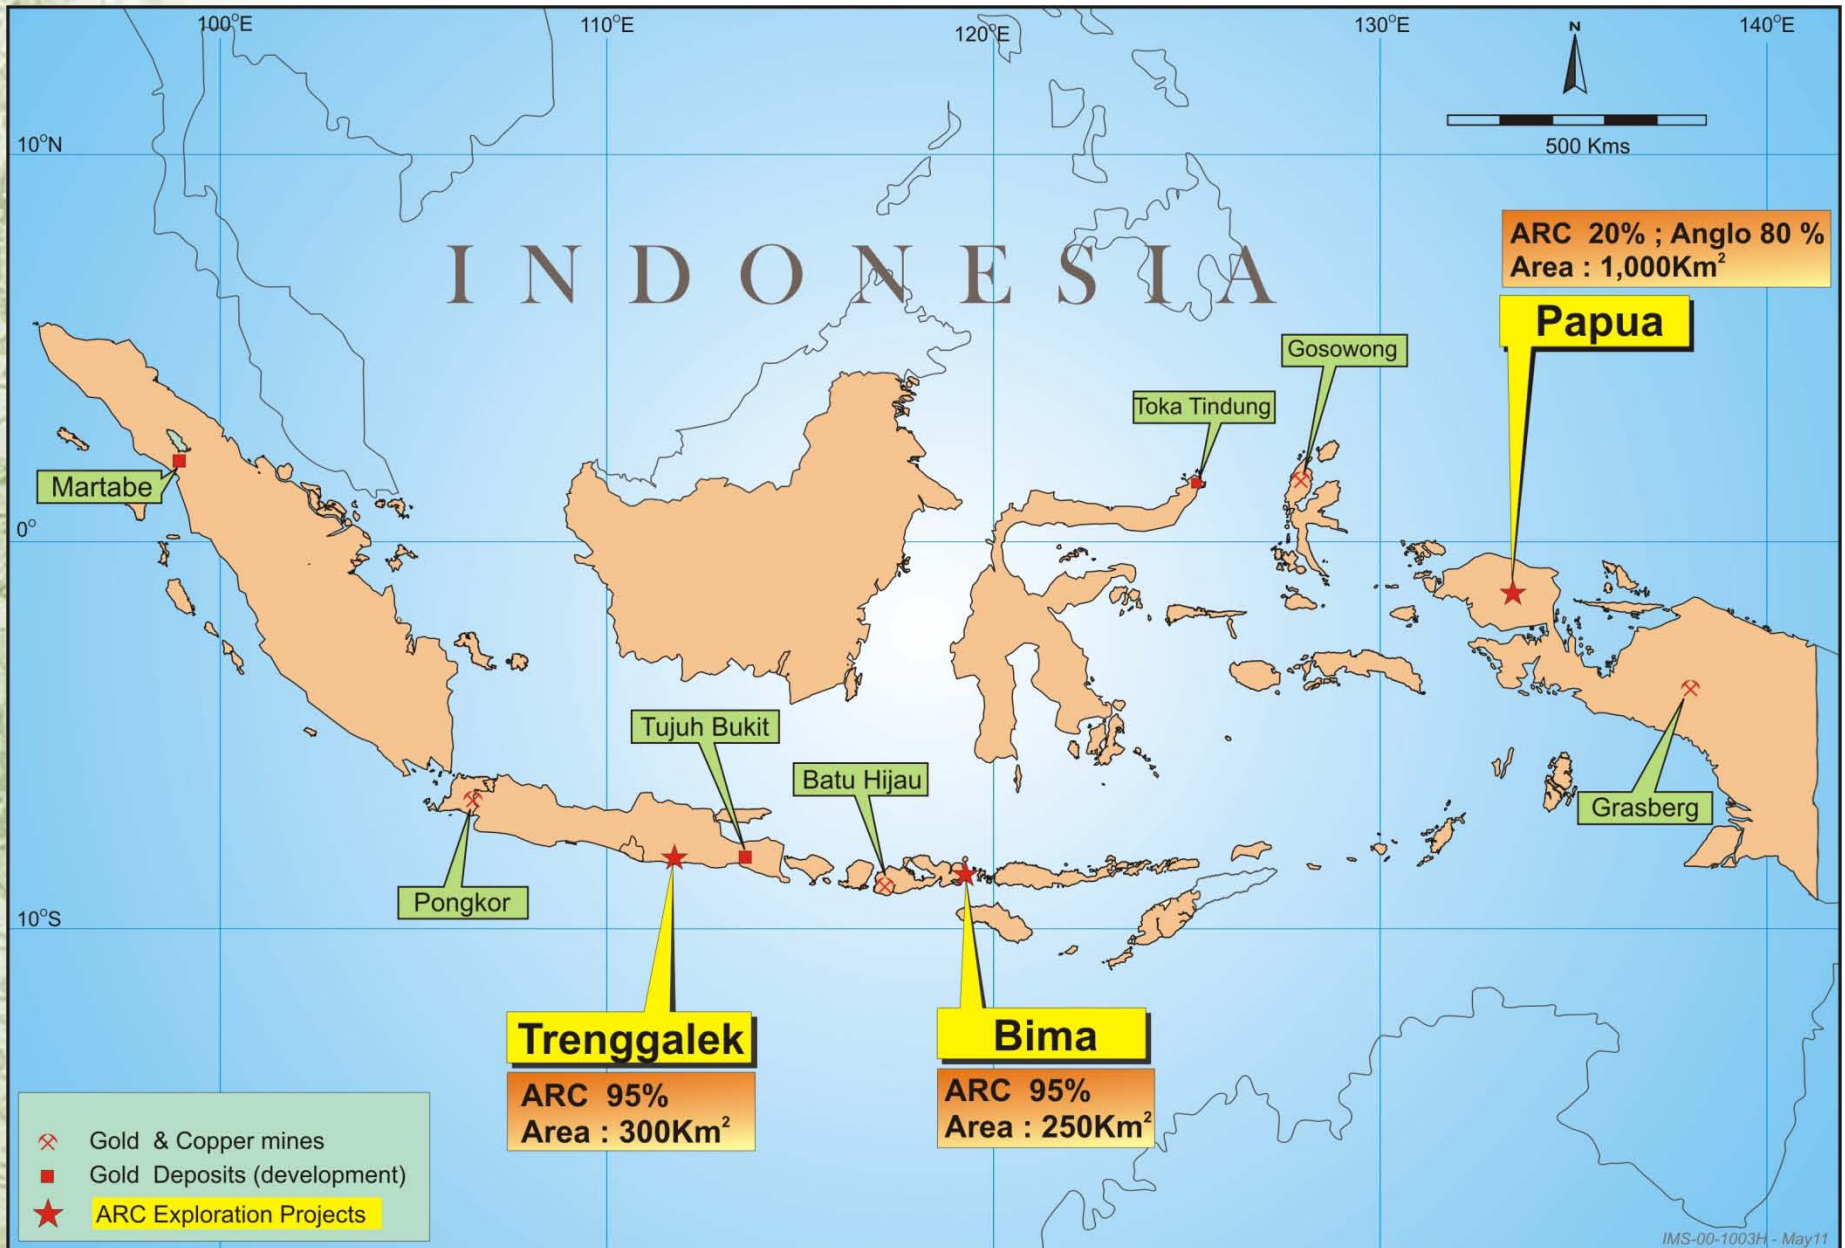 100°E
110°E
120°E
130°E
140°E
N
500 Kms
10°N
INDONESIA
ARC 20% ; Anglo 80 %
Area : 1,000Km²
Papua
Gosowong
Toka Tindung
Martabe
0°
Tujuh Bukit
Batu Hijau
Grasberg
Pongkor
10°S
Trenggalek
ARC 95%
Area : 300Km²
Bima
ARC 95%
Area : 250Km²
Gold & Copper mines
Gold Deposits (development)
ARC Exploration Projects
IMS-00-1003H - May11